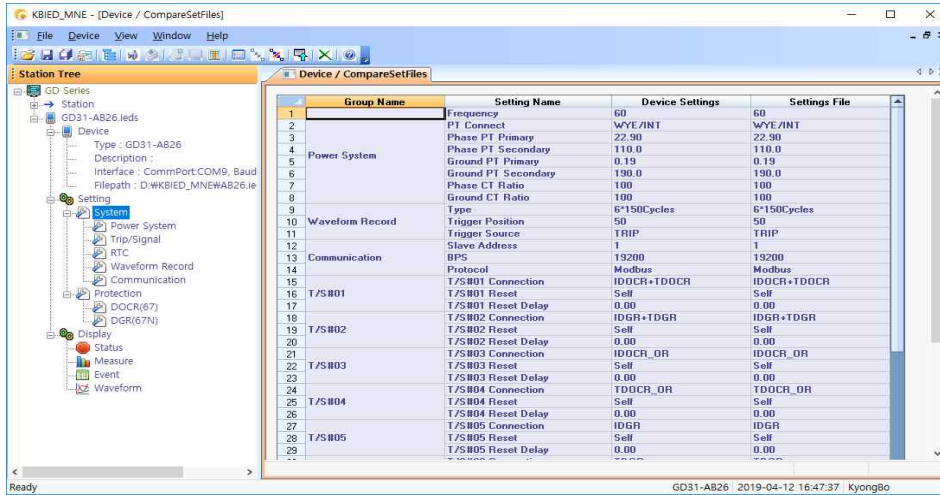 KBIED_MNE - [Device / CompareSetFiles]
File Device View Window Help
Station Tree
GD Series
Station
GD31-AB26.ieds
Device
Type : GD31-AB26
Description :
Interface : CommPort:COM9, Baud
Filepath : D:₩KBIED_MNE₩AB26.ie
Setting
System
Power System
Trip/Signal
RTC
Waveform Record
Communication
Protection
DOCR(67)
DGR(67N)
Display
Status
Measure
Event
Waveform
Device / CompareSetFiles
Group Name Setting Name Device Settings Settings File
1 Frequency 60 60
2 PT Connect WYE/INT WYE/INT
3 Phase PT Primary 22.90 22.90
4 Phase PT Secondary 110.0 110.0
Power System
5 Ground PT Primary 0.19 0.19
6 Ground PT Secondary 190.0 190.0
7 Phase CT Ratio 100 100
8 Ground CT Ratio 100 100
9 Type 6*150Cycles 6*150Cycles
10 Waveform Record Trigger Position 50 50
11 Trigger Source TRIP TRIP
12 Slave Address 1 1
13 Communication BPS 19200 19200
14 Protocol Modbus Modbus
15 T/S#01 Connection IDOCR+TDOCR IDOCR+TDOCR
16 T/S#01 T/S#01 Reset Self Self
17 T/S#01 Reset Delay 0.00 0.00
18 T/S#02 Connection IDGR+TDGR IDGR+TDGR
19 T/S#02 T/S#02 Reset Self Self
20 T/S#02 Reset Delay 0.00 0.00
21 T/S#03 Connection IDOCR_OR IDOCR_OR
22 T/S#03 T/S#03 Reset Self Self
23 T/S#03 Reset Delay 0.00 0.00
24 T/S#04 Connection TDOCR_OR TDOCR_OR
25 T/S#04 T/S#04 Reset Self Self
26 T/S#04 Reset Delay 0.00 0.00
27 T/S#05 Connection IDGR IDGR
28 T/S#05 T/S#05 Reset Self Self
29 T/S#05 Reset Delay 0.00 0.00
Ready GD31-AB26 2019-04-12 16:47:37 KyongBo